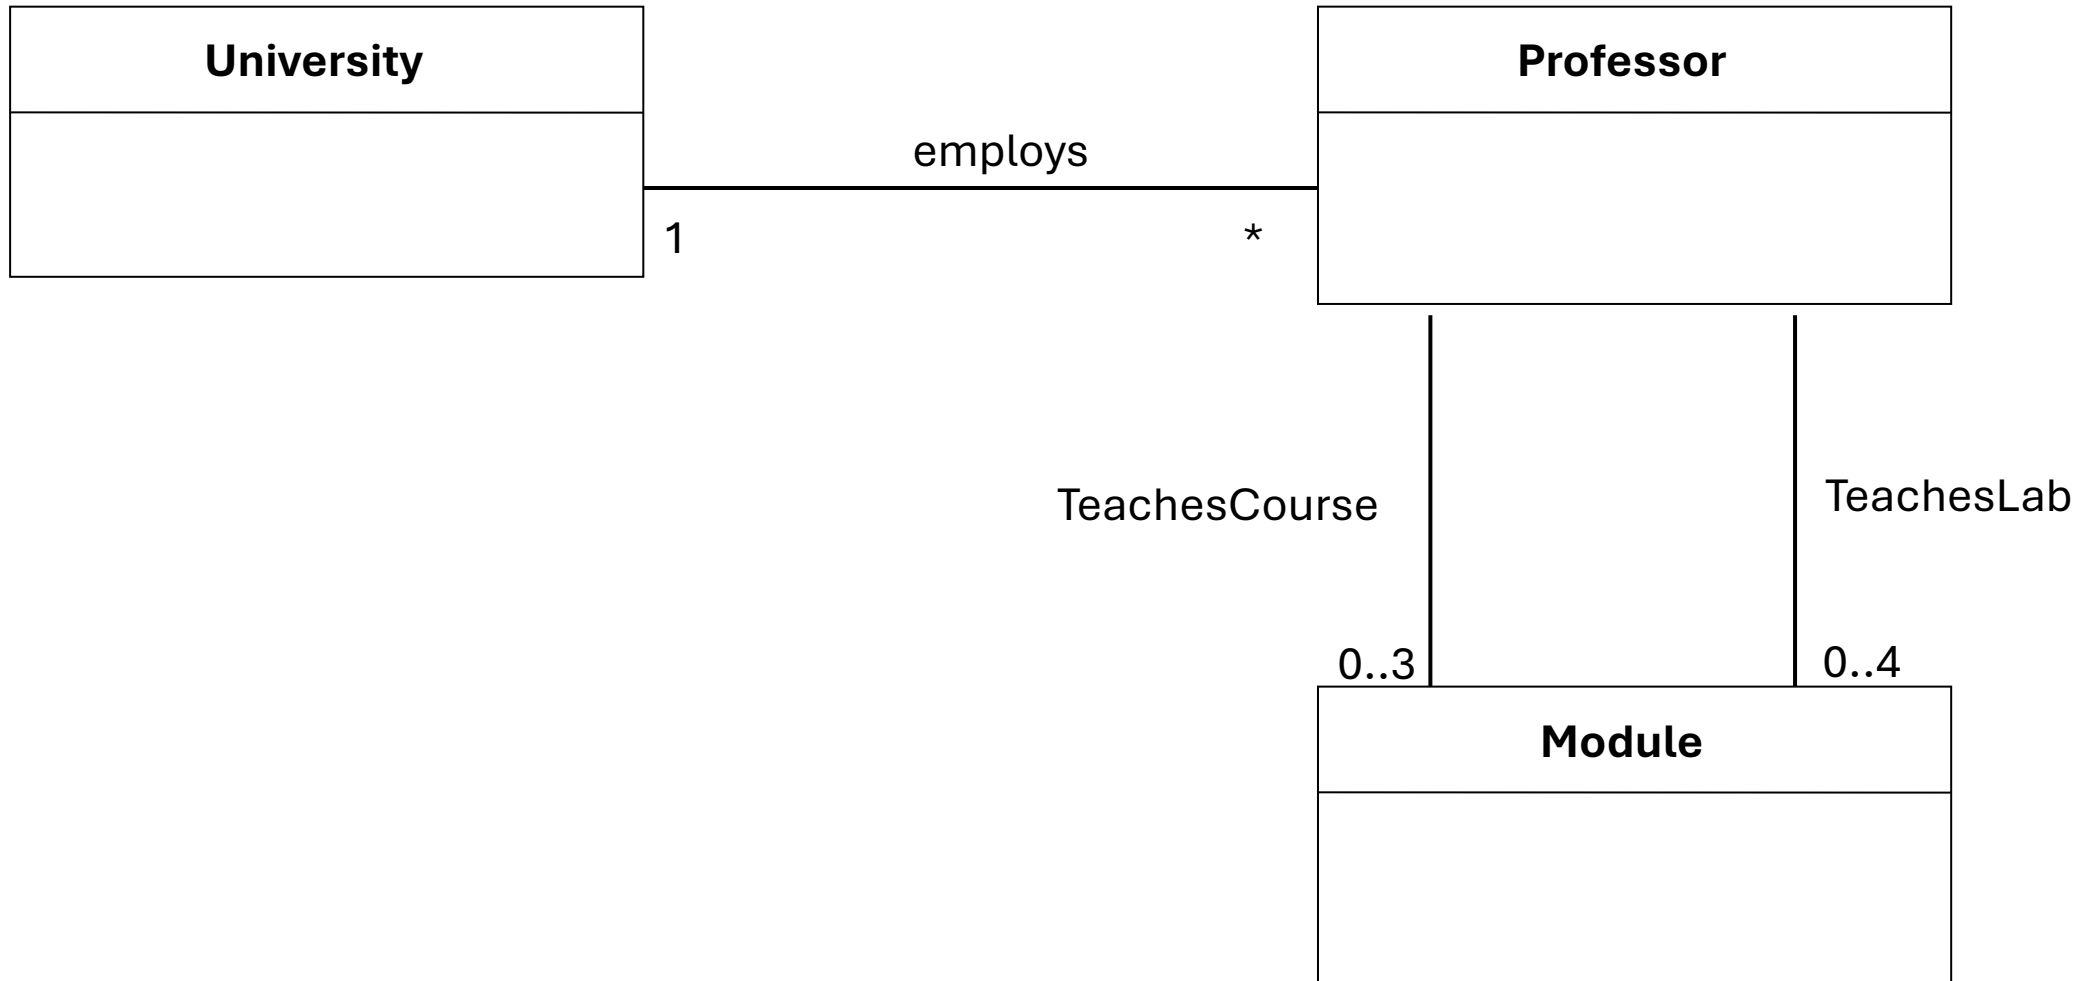 University
Professor
employs
1
*
TeachesCourse
TeachesLab
0..3
0..4
Module